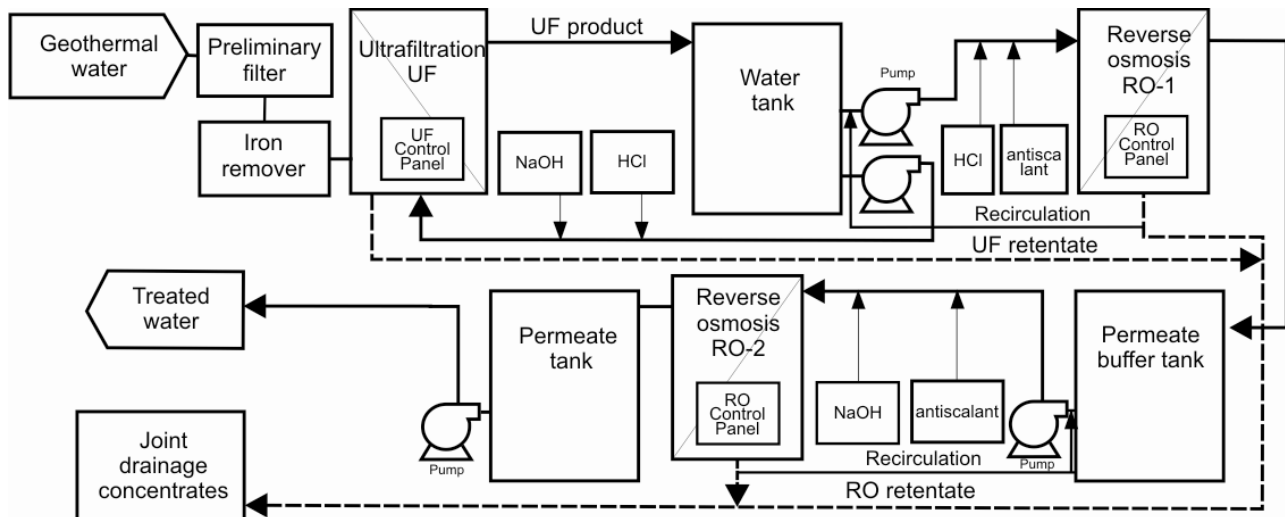 Geothermal
water
Preliminary
filter
Iron
remover
Ultrafiltration
UF
UF
Control
Panel
UF product
NaOH
HCl
Water
tank
Pump
HCl
antisca
lant
Reverse
osmosis
RO-1
RO
Control
Panel
Recirculation
UF retentate
Treated
water
Permeate
tank
Pump
Reverse
osmosis
RO-2
RO
Control
Panel
NaOH
antiscalant
Pump
Permeate
buffer tank
Recirculation
RO retentate
Joint
drainage
concentrates